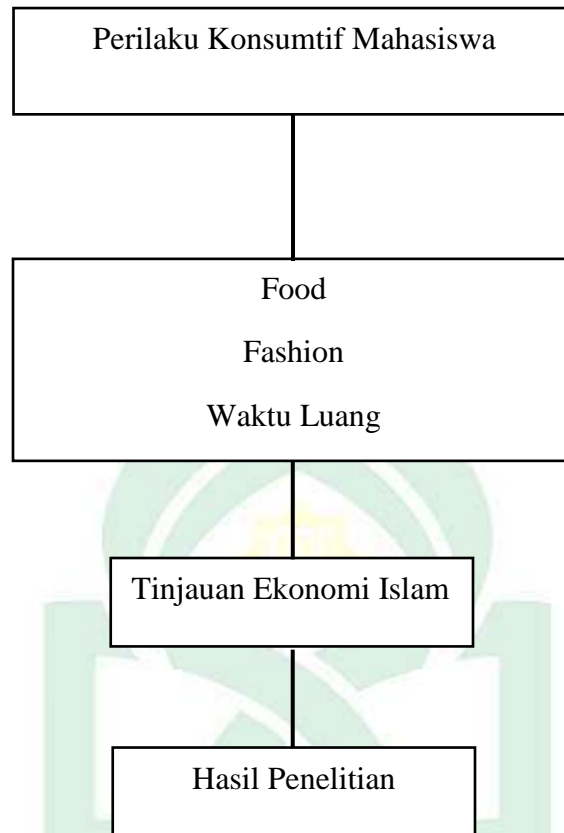 Perilaku Konsumtif Mahasiswa
Food
Fashion
Waktu Luang
Tinjauan Ekonomi Islam
Hasil Penelitian